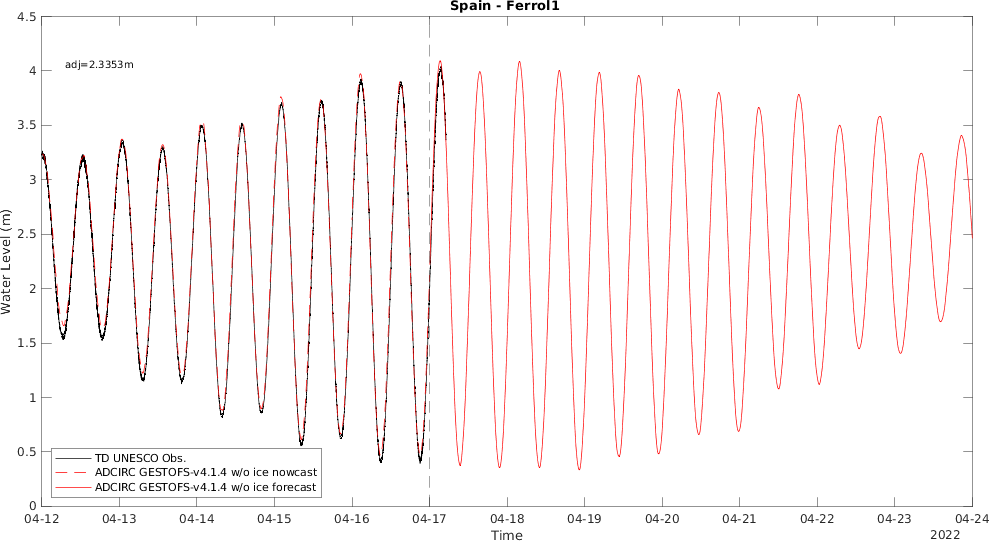 Spain - Ferrol1
adj=2.3353m
Water Level (m)
4.5
4
3.5
3
2.5
2
1.5
1
0.5
0
TD UNESCO Obs.
ADCIRC GESTOFS-v4.1.4 w/o ice nowcast
ADCIRC GESTOFS-v4.1.4 w/o ice forecast
04-12 04-13 04-14 04-15 04-16 04-17 04-18 04-19 04-20 04-21 04-22 04-23 04-24
Time
2022